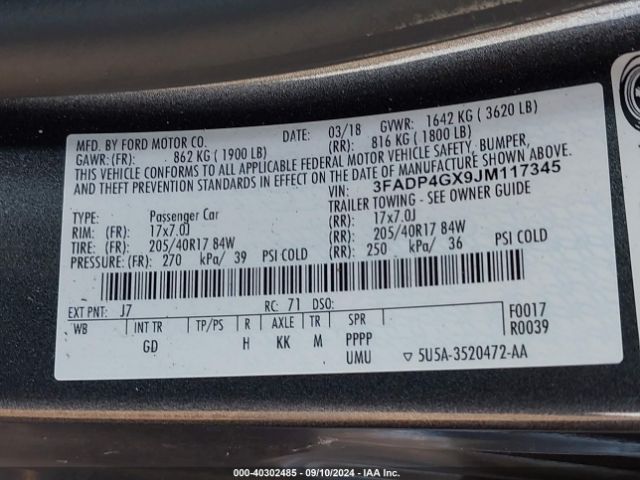 MFD. BY FORD MOTOR CO. DATE: 03/18 GVWR: 1642 KG ( 3620 LB)
GAWR: (FR): 862 KG ( 1900 LB) (RR): 816 KG ( 1800 LB)
THIS VEHICLE CONFORMS TO ALL APPLICABLE FEDERAL MOTOR VEHICLE SAFETY, BUMPER,
AND THEFT PREVENTION STANDARDS IN EFFECT ON THE DATE OF MANUFACTURE SHOWN ABOVE.
VIN: 3FADP4GX9JM117345
TYPE: Passenger Car TRAILER TOWING - SEE OWNER GUIDE
RIM: (FR): 17x7.0J (RR): 17x7.0J
TIRE: (FR): 205/40R17 84W (RR): 205/40R17 84W
PRESSURE: (FR): 270 kPa/ 39 PSI COLD (RR): 250 kPa/ 36 PSI COLD
EXT PNT: J7 RC: 71 DSO: F0017
WB INT TR TP/PS R AXLE TR SPR R0039
GD H KK M PPPP
UMU ▽ 5U5A-3520472-AA
000-40302485 - 09/10/2024 - IAA Inc.